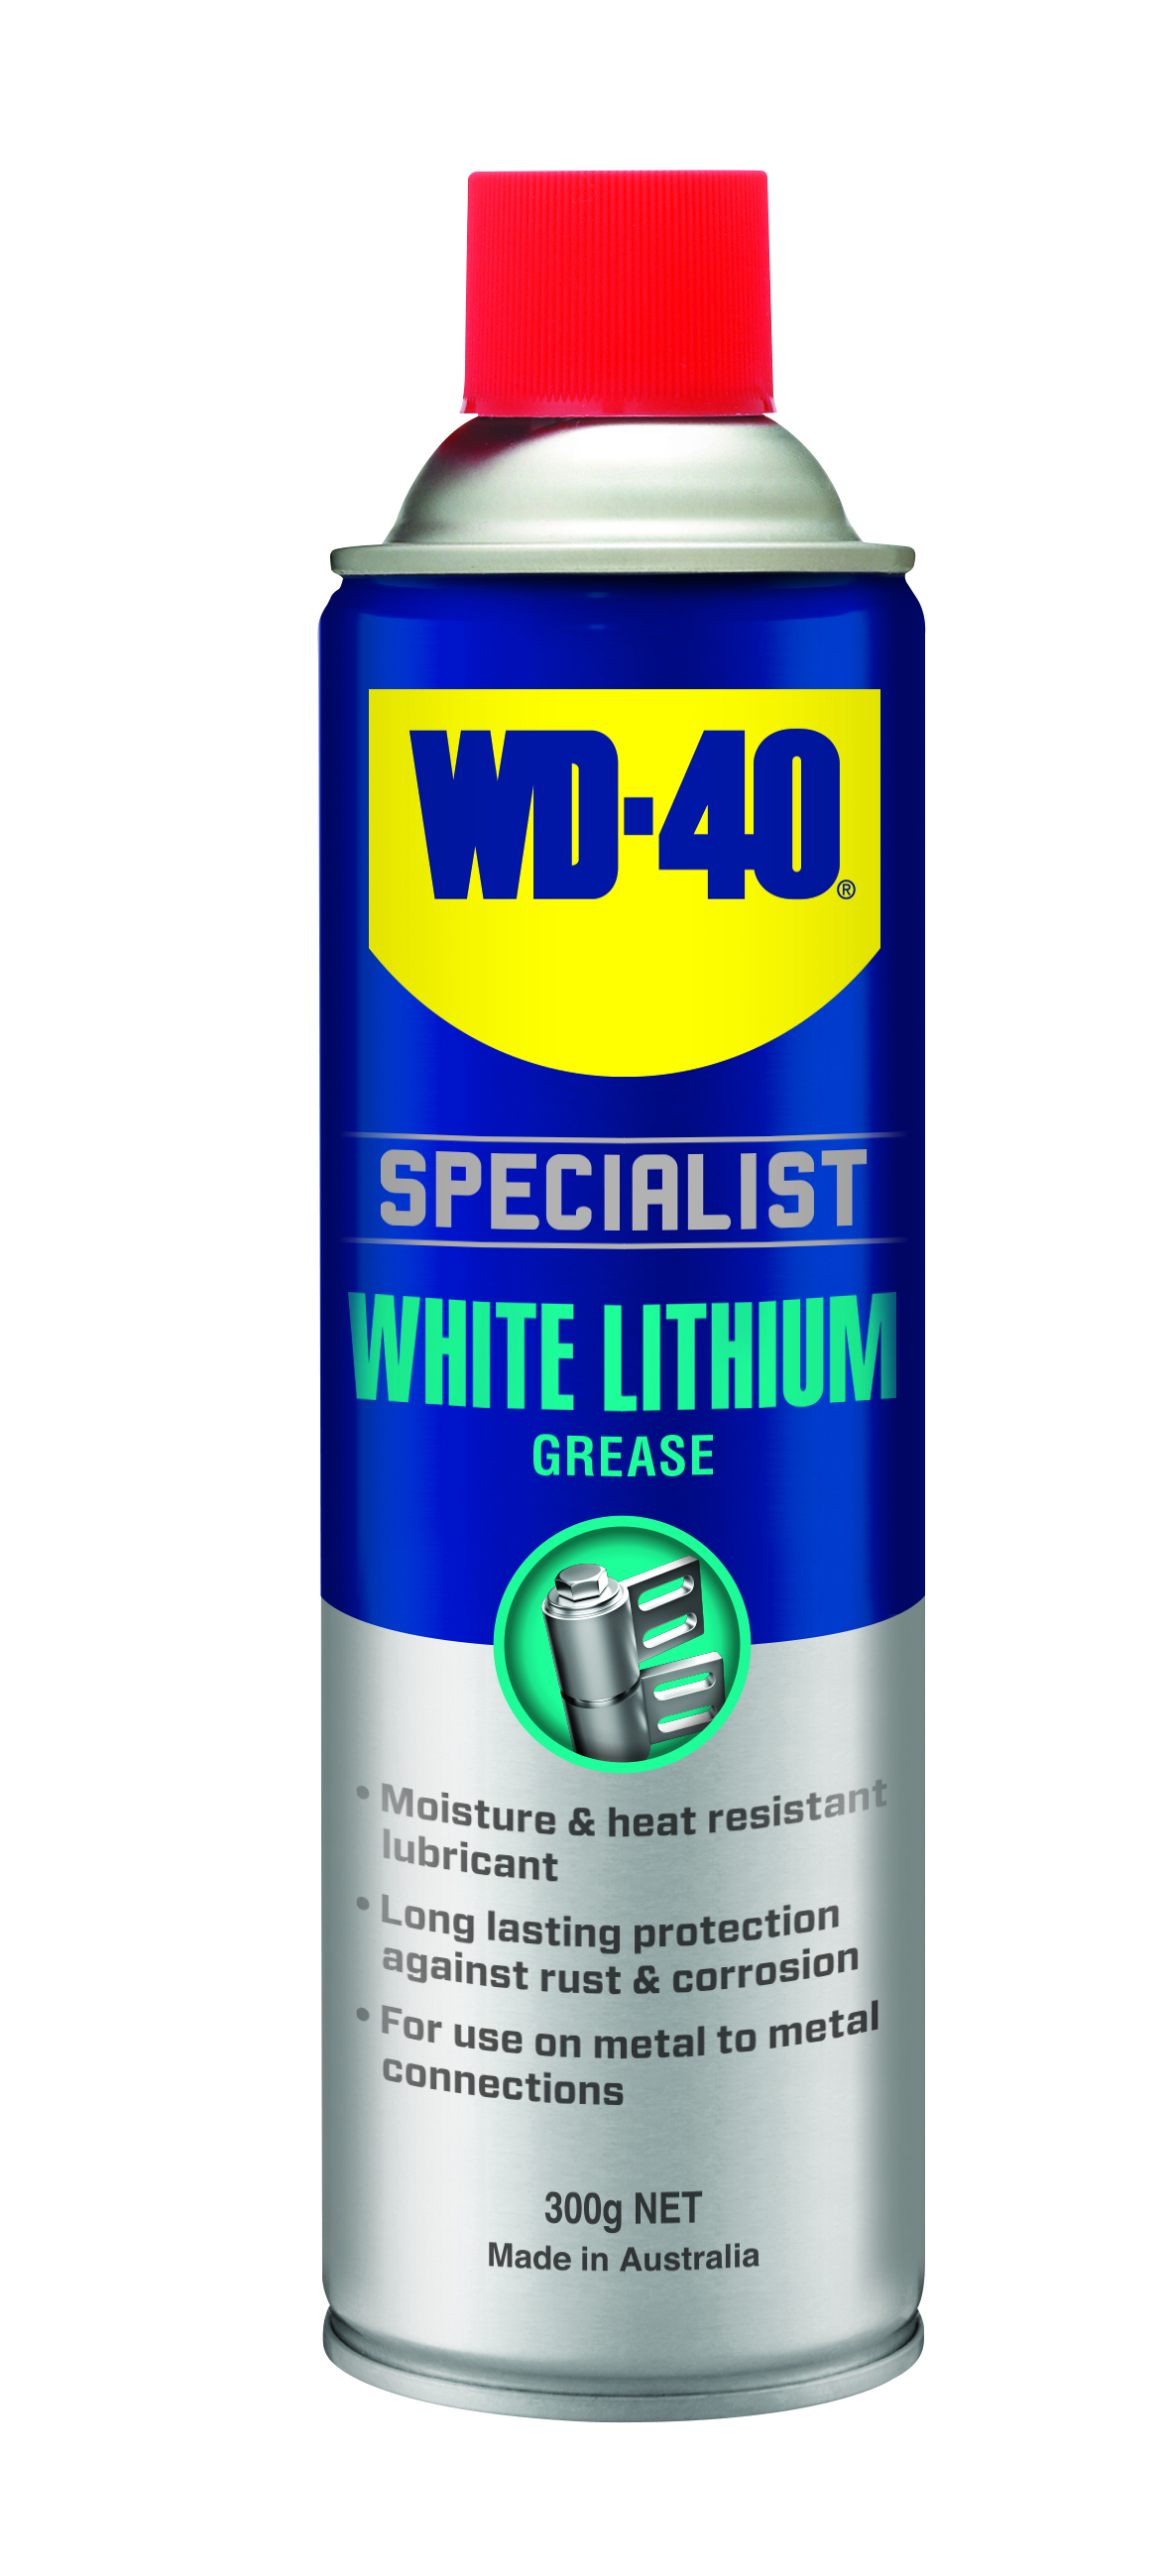 WD-40®
SPECIALIST
WHITE LITHIUM
GREASE
• Moisture & heat resistant
lubricant
• Long lasting protection
against rust & corrosion
• For use on metal to metal
connections
300g NET
Made in Australia